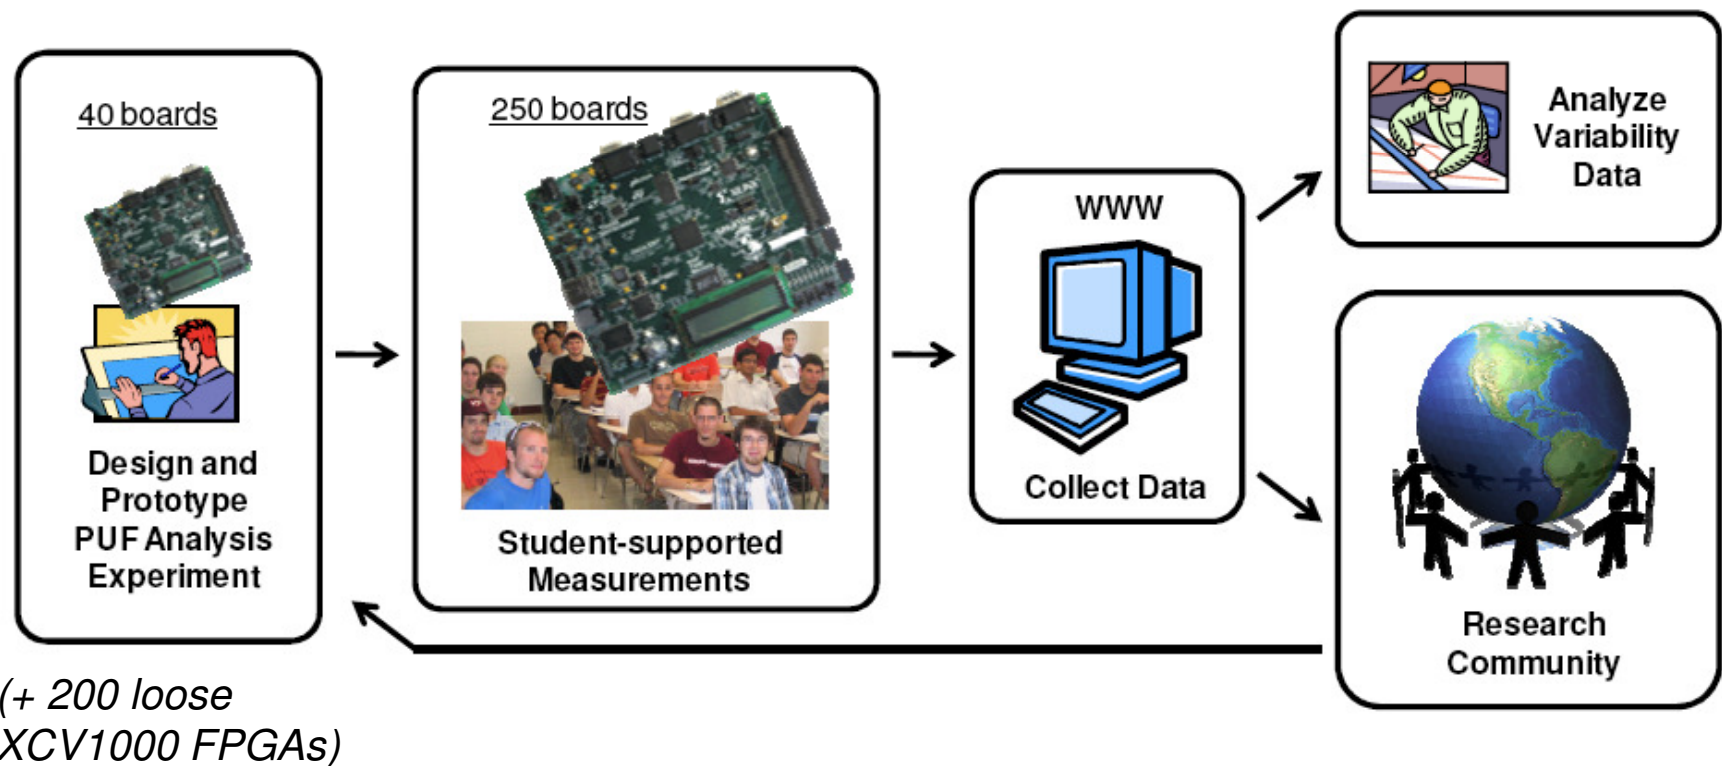 40 boards
Design and
Prototype
PUF Analysis
Experiment
(+ 200 loose
XCV1000 FPGAs)
250 boards
Student-supported
Measurements
WWW
Collect Data
Analyze
Variability
Data
Research
Community